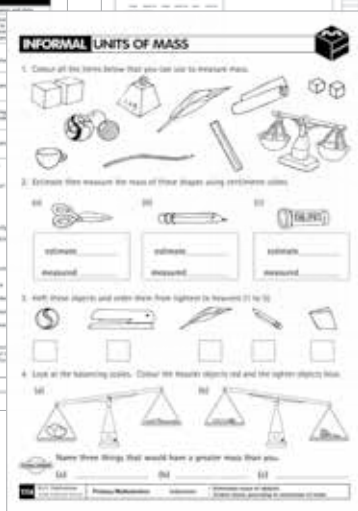 INFORMAL UNITS OF MASS
1. Colour all the items below that you can use to measure mass.
2. Estimate then measure the mass of these shapes using centimetre cubes.
(a) (b) (c)
estimate estimate estimate
measured measured measured
3. Heft these objects and order them from lightest to heaviest (1 to 5).
4. Look at the balancing scales. Colour the heavier objects red and the lighter objects blue.
(a) (b)
Name three things that would have a greater mass than you.
(a) (b) (c)
Primary Mathematics